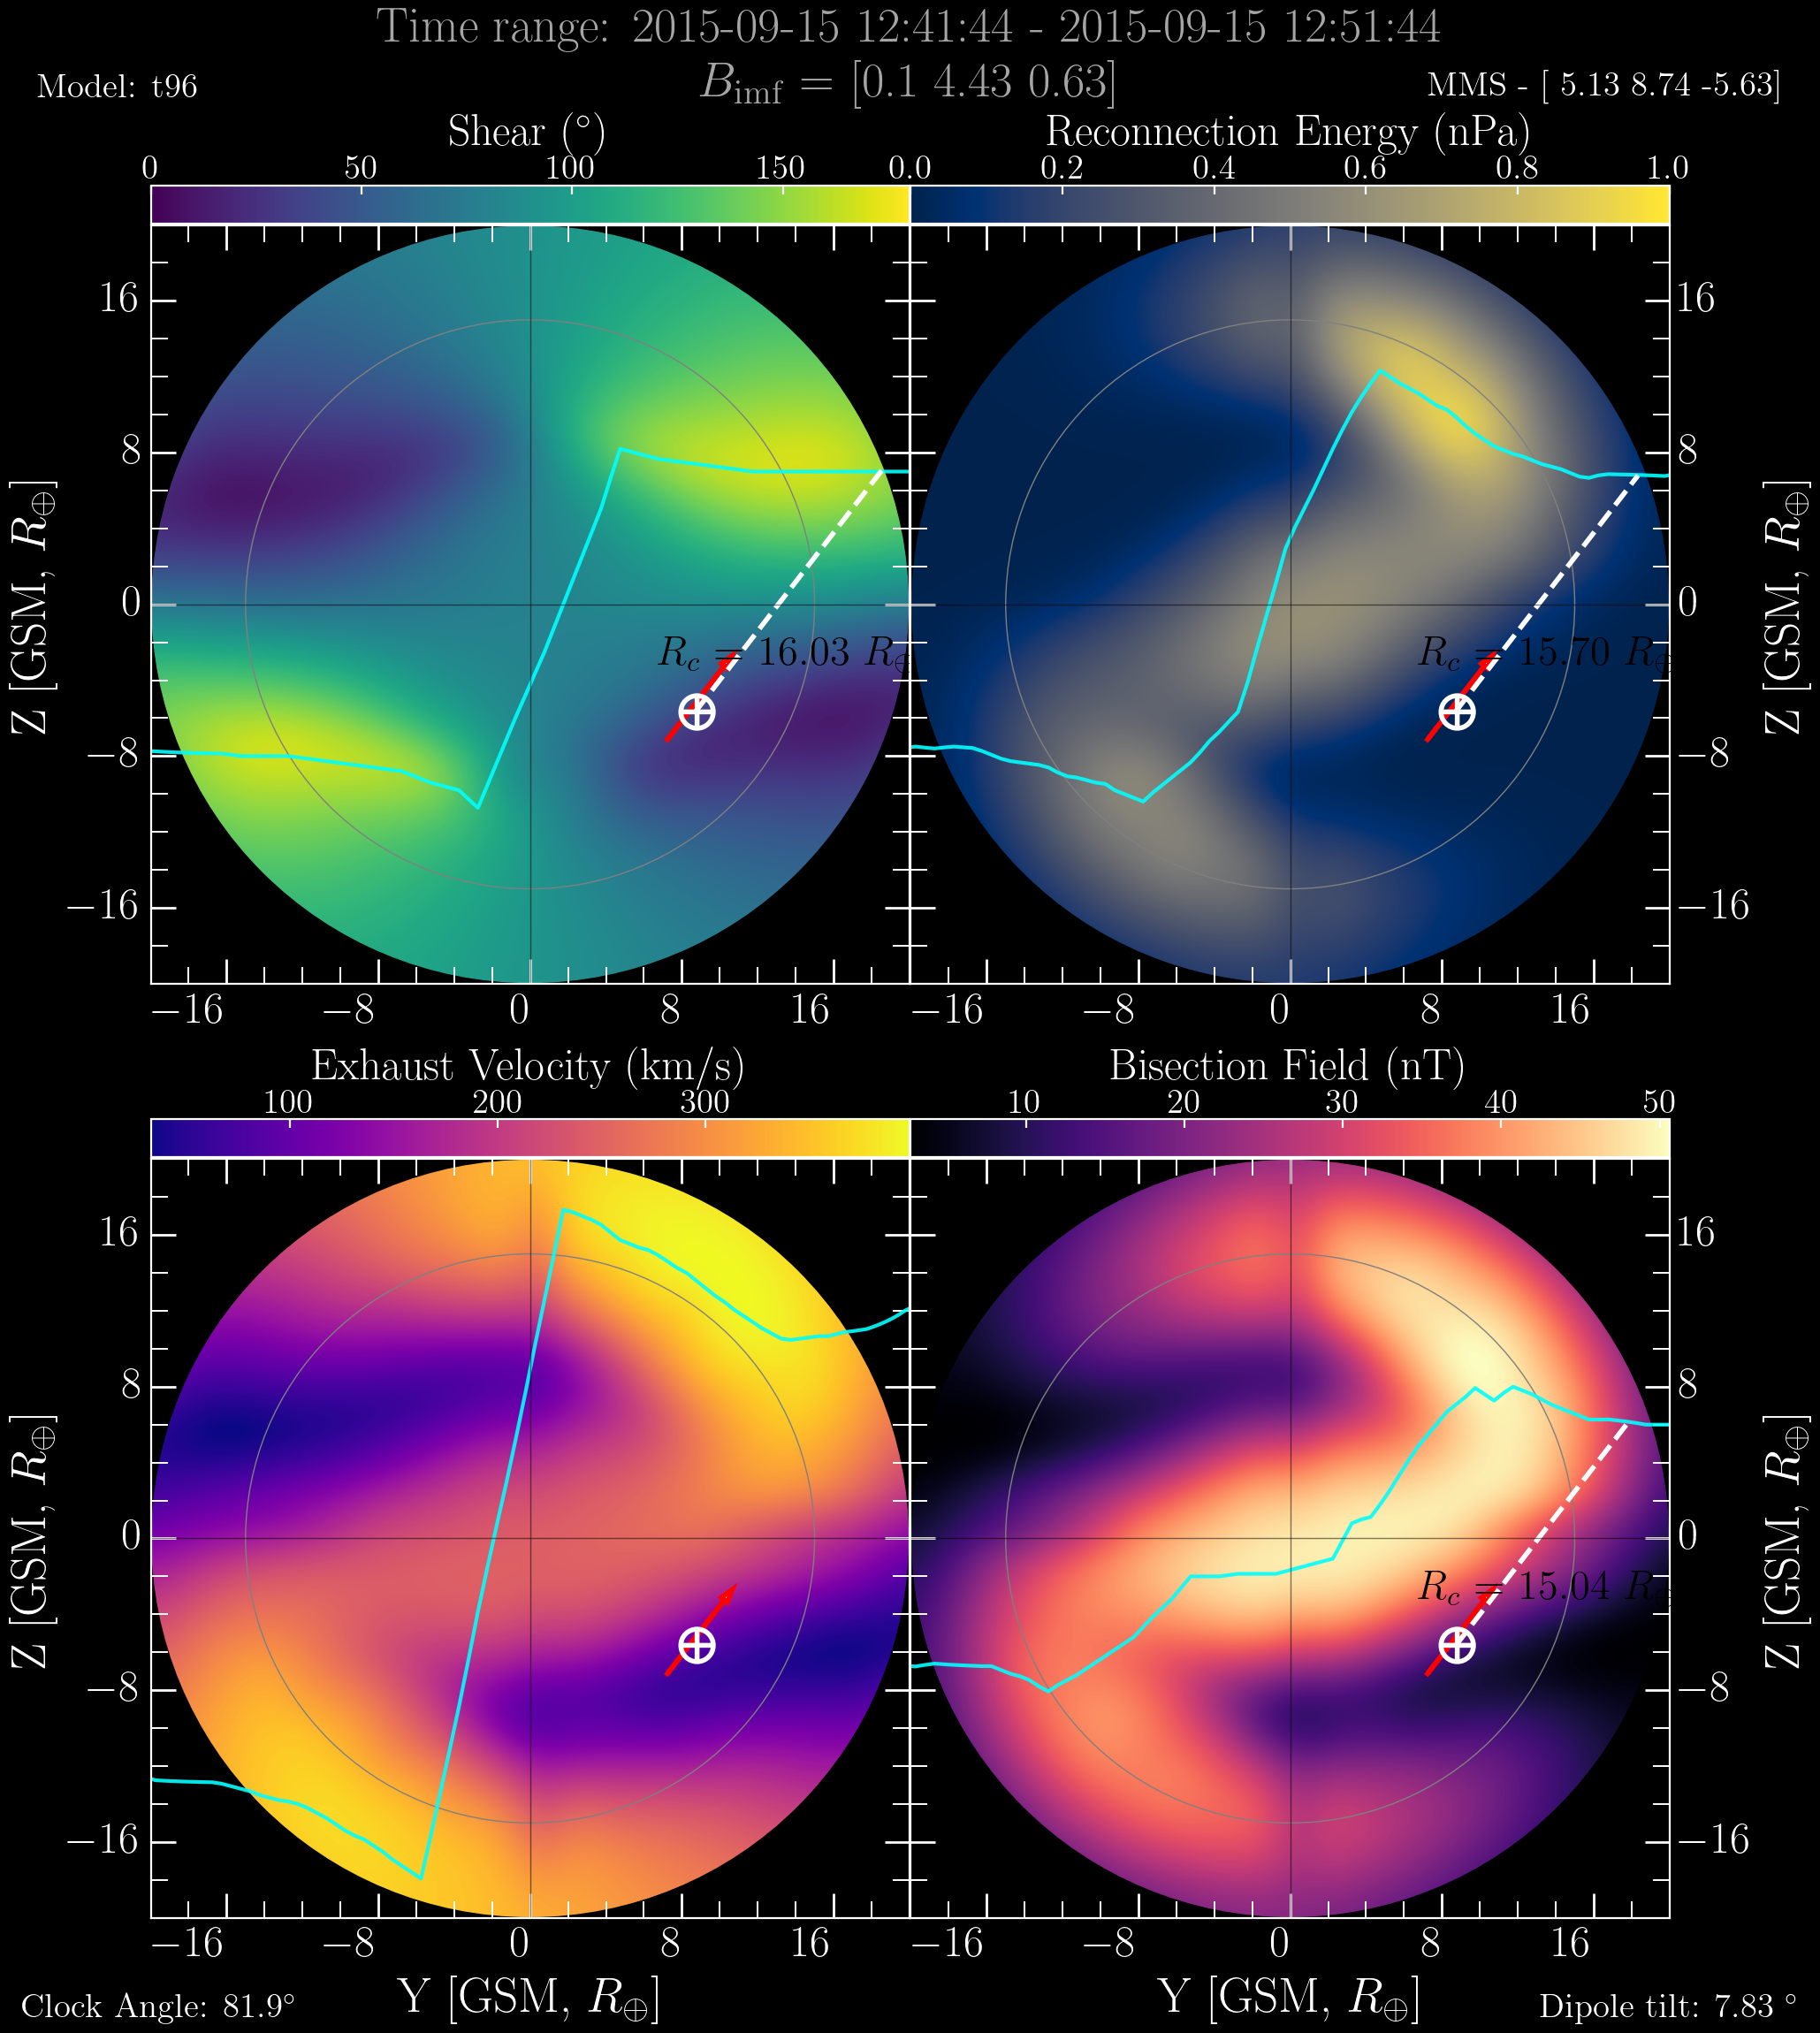 Time range: 2015-09-15 12:41:44 - 2015-09-15 12:51:44
Model: t96
B_imf = [0.1 4.43 0.63]
MMS - [ 5.13 8.74 -5.63]
Shear (°)
0 50 100 150
Reconnection Energy (nPa)
0.0 0.2 0.4 0.6 0.8 1.0
Z [GSM, R⊕]
16
8
0
−8
−16
R_c = 16.03 R⊕
−16 −8 0 8 16
R_c = 15.70 R⊕
16
8
0
−8
−16
Z [GSM, R⊕]
−16 −8 0 8 16
Exhaust Velocity (km/s)
100 200 300
Bisection Field (nT)
10 20 30 40 50
Z [GSM, R⊕]
16
8
0
−8
−16
−16 −8 0 8 16
Y [GSM, R⊕]
R_c = 15.04 R⊕
16
8
0
−8
−16
Z [GSM, R⊕]
−16 −8 0 8 16
Y [GSM, R⊕]
Clock Angle: 81.9°
Dipole tilt: 7.83 °